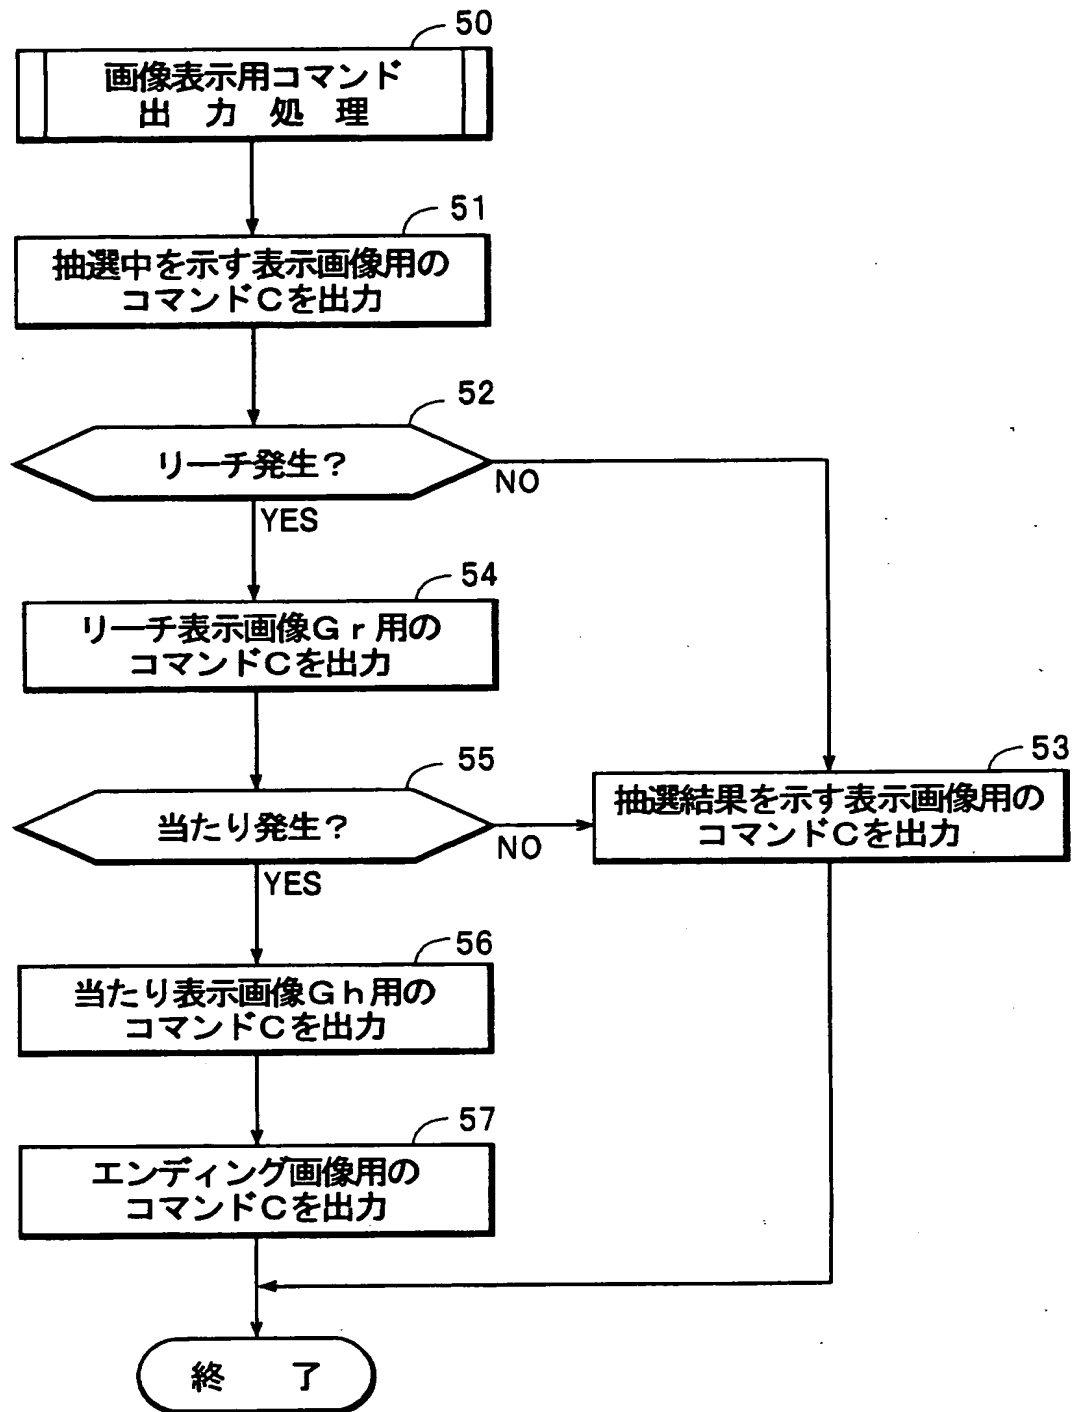 50
画像表示用コマンド
出 力 処 理
51
抽選中を示す表示画像用の
コマンドCを出力
52
リーチ発生?
NO
YES
54
リーチ表示画像Gr用の
コマンドCを出力
55
当たり発生?
NO
YES
53
抽選結果を示す表示画像用の
コマンドCを出力
56
当たり表示画像Gh用の
コマンドCを出力
57
エンディング画像用の
コマンドCを出力
終 了